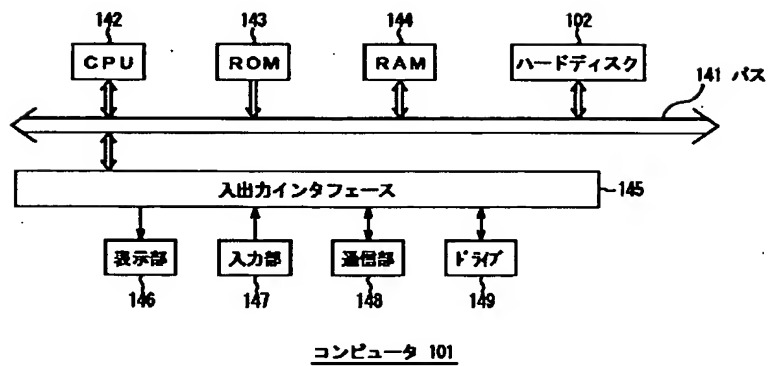 142 143 144 102
CPU ROM RAM ハードディスク
141 バス
入出力インタフェース 145
表示部 入力部 通信部 ドライブ
146 147 148 149
コンピュータ 101